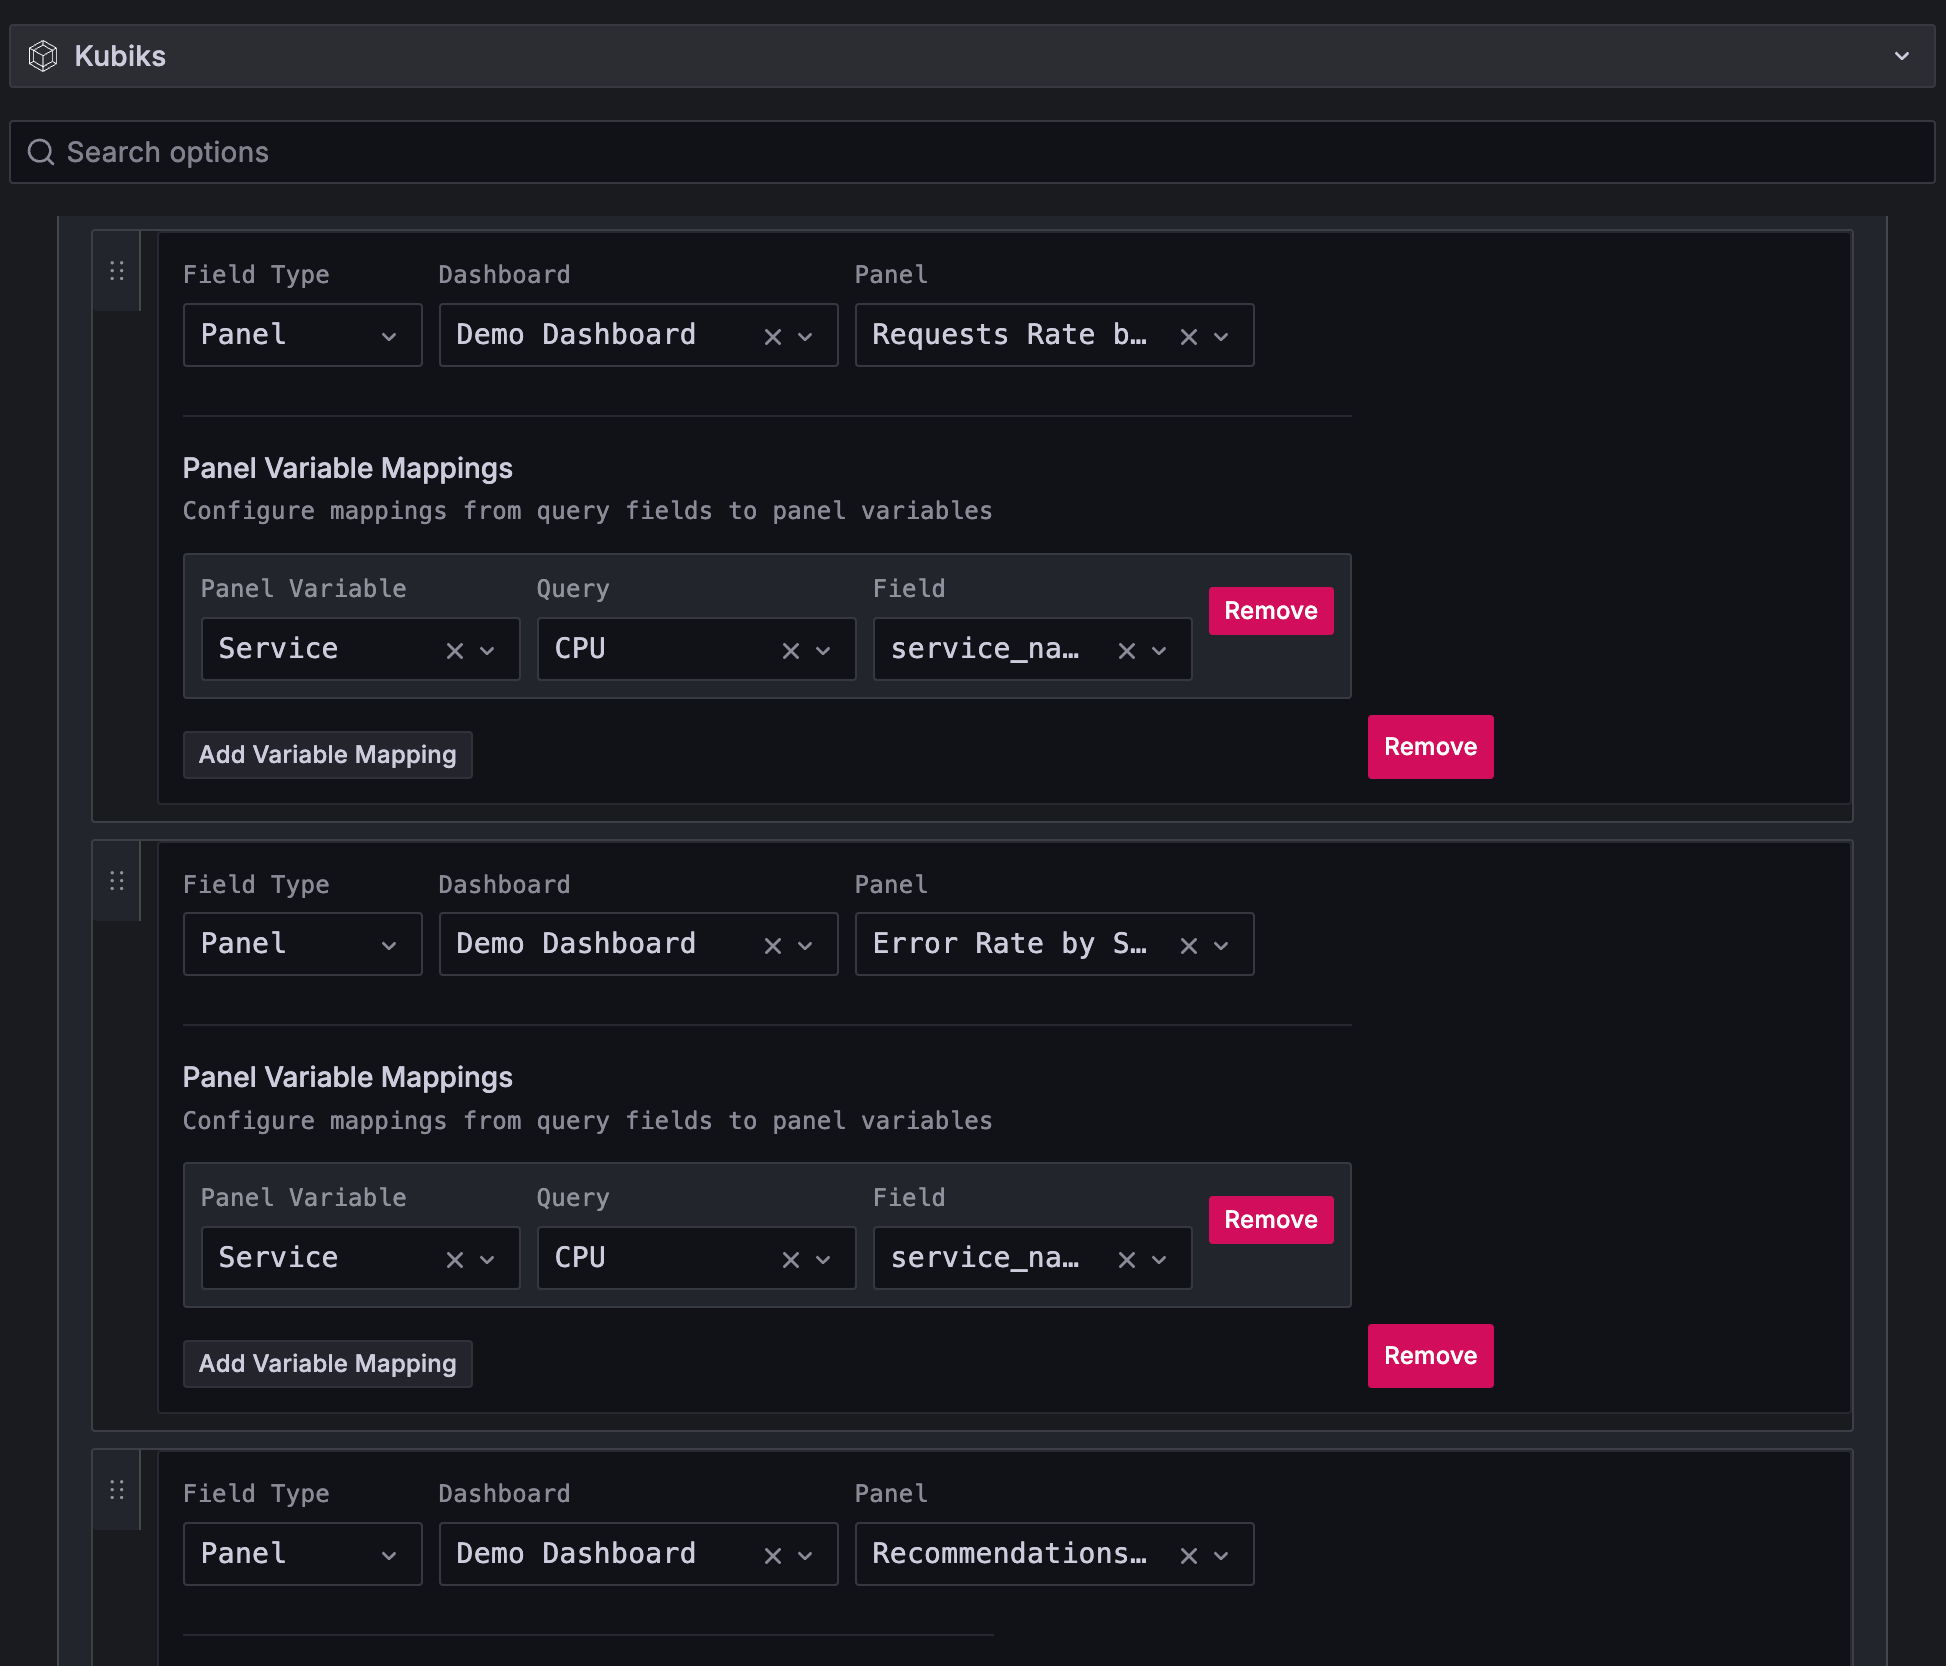 Kubiks
Search options
Field Type Dashboard Panel
Panel Demo Dashboard Requests Rate b…
Panel Variable Mappings
Configure mappings from query fields to panel variables
Panel Variable Query Field
Remove
Service CPU service_na…
Remove
Add Variable Mapping
Field Type Dashboard Panel
Panel Demo Dashboard Error Rate by S…
Panel Variable Mappings
Configure mappings from query fields to panel variables
Panel Variable Query Field
Remove
Service CPU service_na…
Remove
Add Variable Mapping
Field Type Dashboard Panel
Panel Demo Dashboard Recommendations…